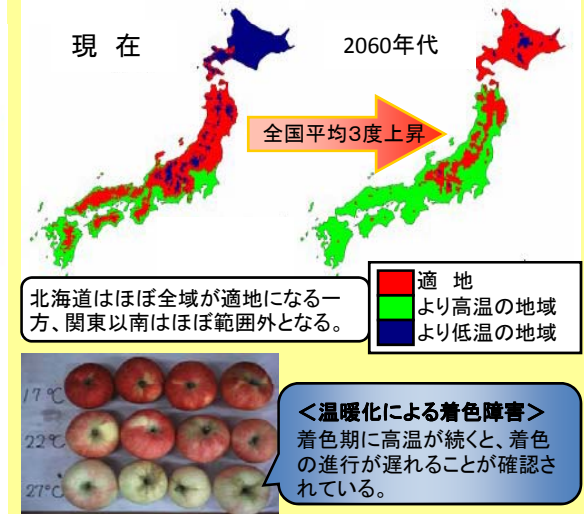 現 在
2060年代
全国平均3度上昇
北海道はほぼ全域が適地になる一
方、関東以南はほぼ範囲外となる。
適 地
より高温の地域
より低温の地域
17℃
22℃
27℃
＜温暖化による着色障害＞
着色期に高温が続くと、着色
の進行が遅れることが確認さ
れている。